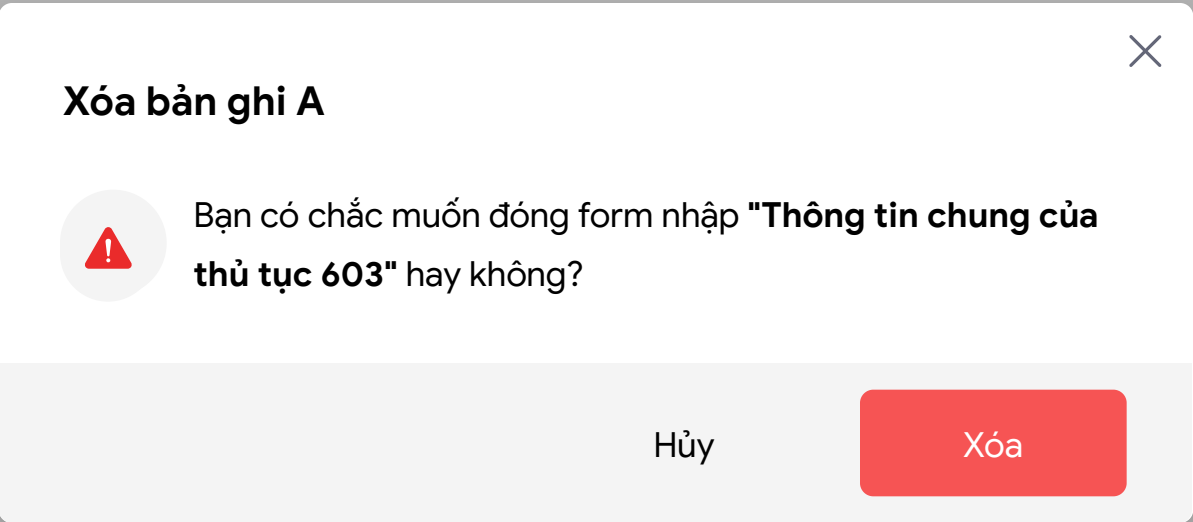 Xóa bản ghi A
Bạn có chắc muốn đóng form nhập "Thông tin chung của
thủ tục 603" hay không?
Hủy
Xóa